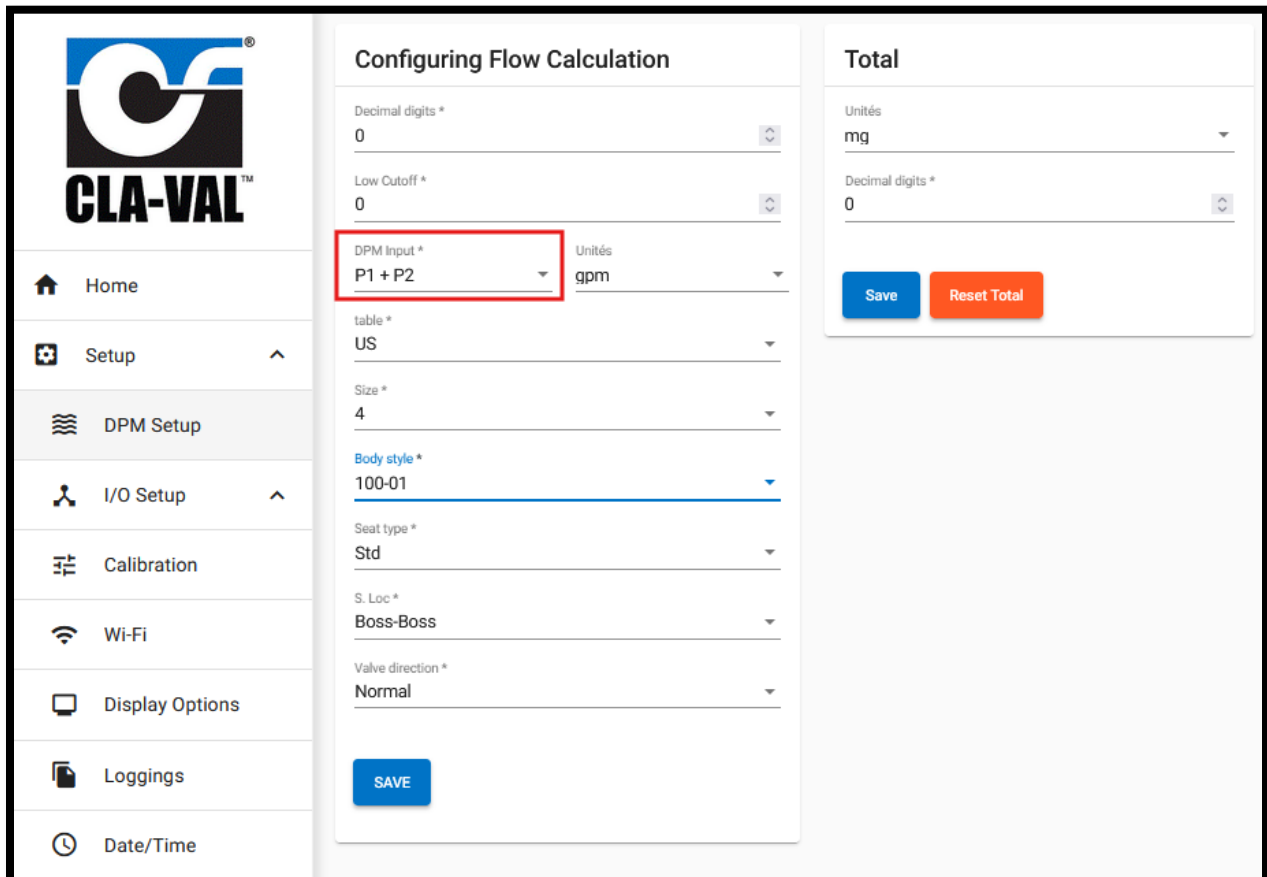 ®
CLA-VAL™
Home
Setup
DPM Setup
I/O Setup
Calibration
Wi-Fi
Display Options
Loggings
Date/Time
Configuring Flow Calculation
Decimal digits *
0
Low Cutoff *
0
DPM Input *
P1 + P2
Unités
gpm
table *
US
Size *
4
Body style *
100-01
Seat type *
Std
S. Loc *
Boss-Boss
Valve direction *
Normal
SAVE
Total
Unités
mg
Decimal digits *
0
Save
Reset Total